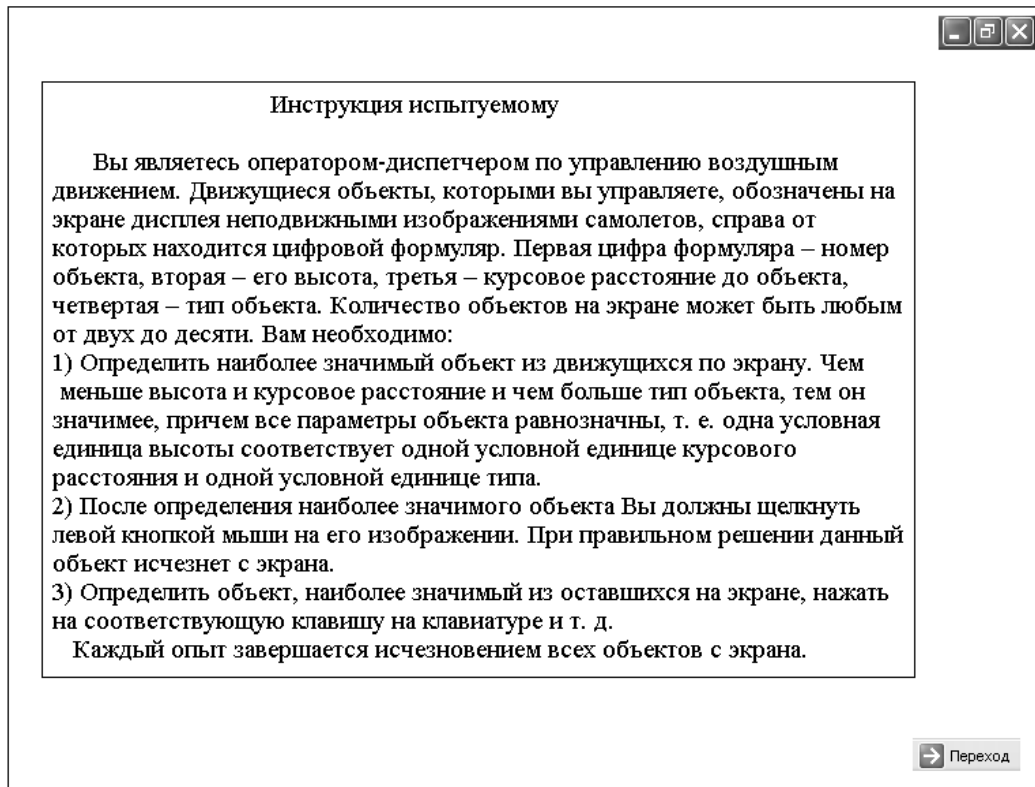 Инструкция испытуемому
Вы являетесь оператором-диспетчером по управлению воздушным
движением. Движущиеся объекты, которыми вы управляете, обозначены на
экране дисплея неподвижными изображениями самолетов, справа от
которых находится цифровой формуляр. Первая цифра формуляра – номер
объекта, вторая – его высота, третья – курсовое расстояние до объекта,
четвертая – тип объекта. Количество объектов на экране может быть любым
от двух до десяти. Вам необходимо:
1) Определить наиболее значимый объект из движущихся по экрану. Чем
меньше высота и курсовое расстояние и чем больше тип объекта, тем он
значимее, причем все параметры объекта равнозначны, т. е. одна условная
единица высоты соответствует одной условной единице курсового
расстояния и одной условной единице типа.
2) После определения наиболее значимого объекта Вы должны щелкнуть
левой кнопкой мыши на его изображении. При правильном решении данный
объект исчезнет с экрана.
3) Определить объект, наиболее значимый из оставшихся на экране, нажать
на соответствующую клавишу на клавиатуре и т. д.
Каждый опыт завершается исчезновением всех объектов с экрана.
Переход